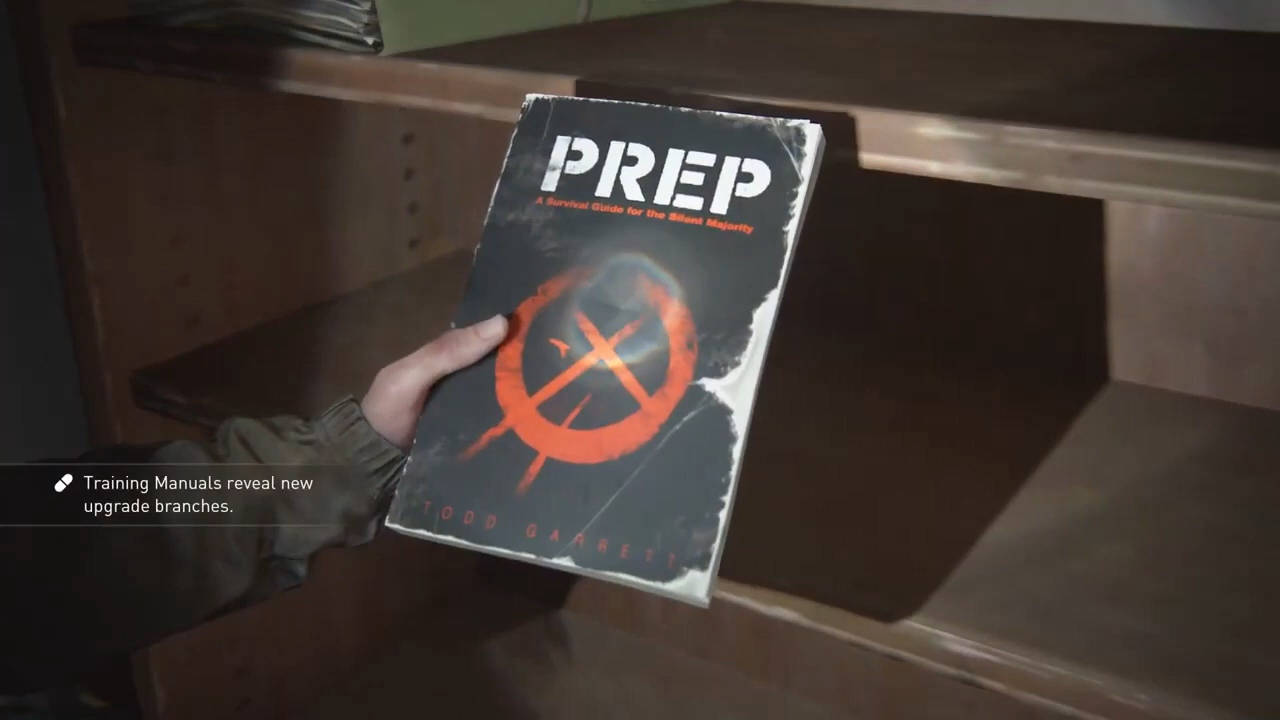 PREP
A Survival Guide for the Silent Majority
TODD GARRETT
Training Manuals reveal new
upgrade branches.